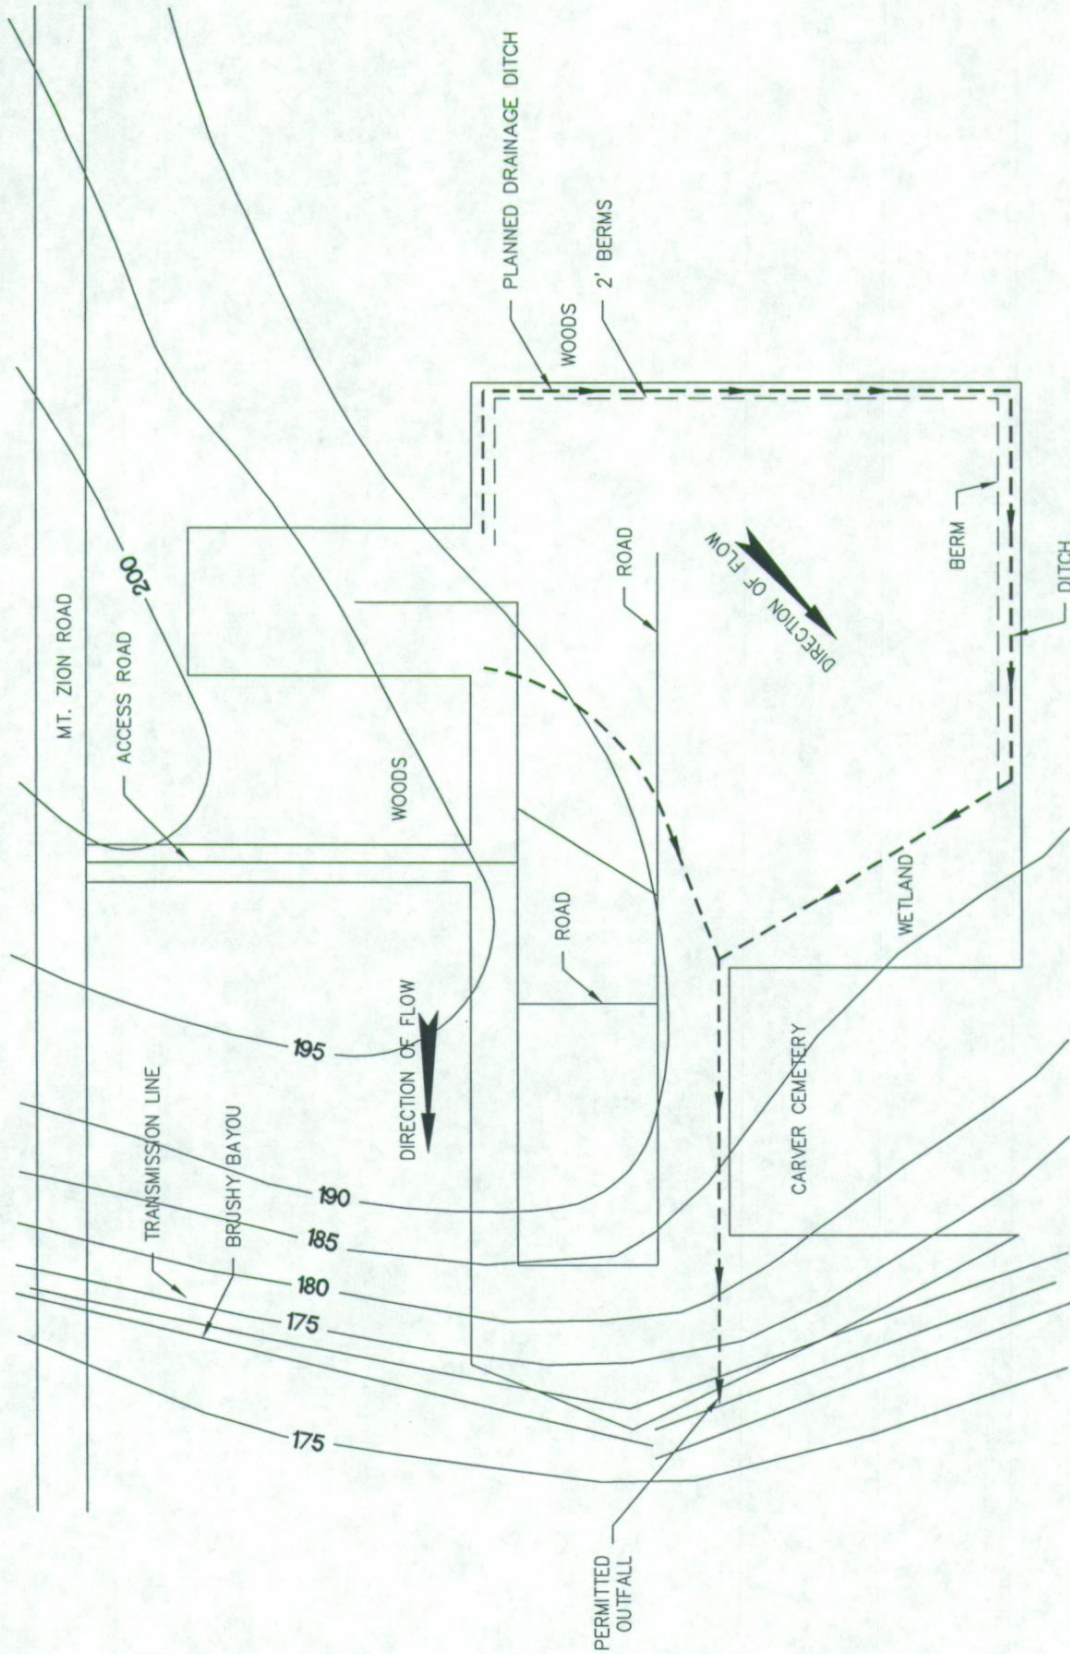 MT. ZION ROAD
200
ACCESS ROAD
PLANNED DRAINAGE DITCH
WOODS
2' BERMS
WOODS
ROAD
DIRECTION OF FLOW
BERM
DITCH
195
DIRECTION OF FLOW
ROAD
WETLAND
TRANSMISSON LINE
BRUSHY BAYOU
190
185
180
175
175
CARVER CEMETERY
PERMITTED
OUTFALL